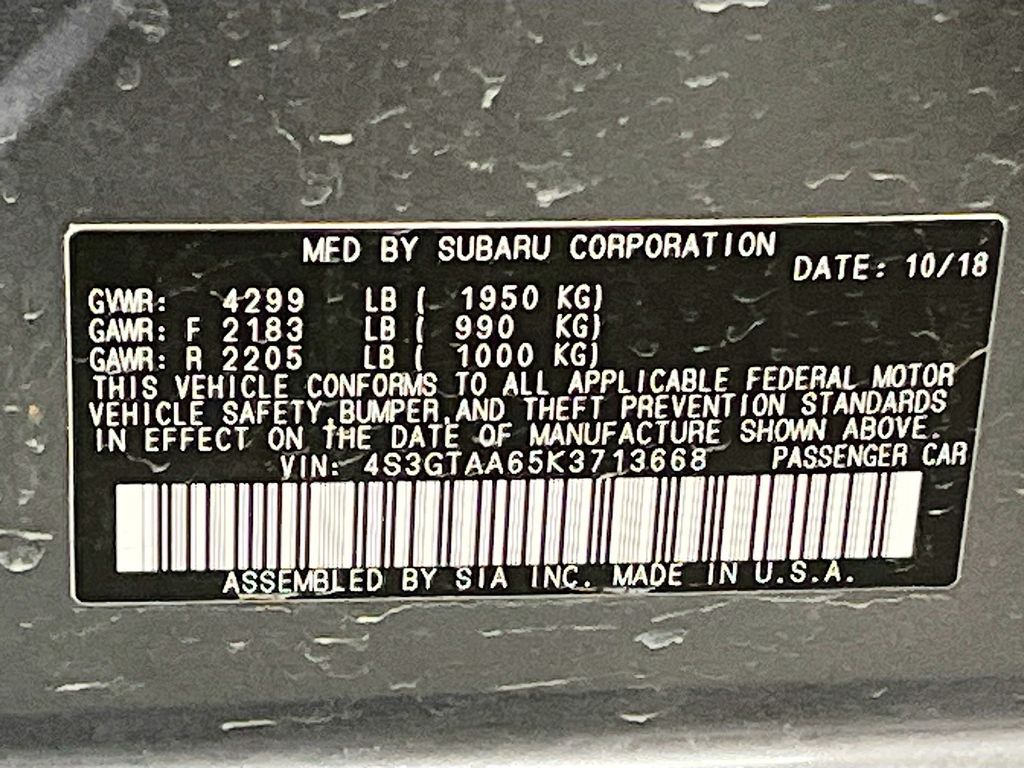 MED BY SUBARU CORPORATION
DATE: 10/18
GVWR: 4299 LB ( 1950 KG)
GAWR: F 2183 LB ( 990 KG)
GAWR: R 2205 LB ( 1000 KG)
THIS VEHICLE CONFORMS TO ALL APPLICABLE FEDERAL MOTOR
VEHICLE SAFETY,BUMPER,AND THEFT PREVENTION STANDARDS
IN EFFECT ON THE DATE OF MANUFACTURE SHOWN ABOVE.
VIN: 4S3GTAA65K3713668 PASSENGER CAR
ASSEMBLED BY SIA INC. MADE IN U.S.A.